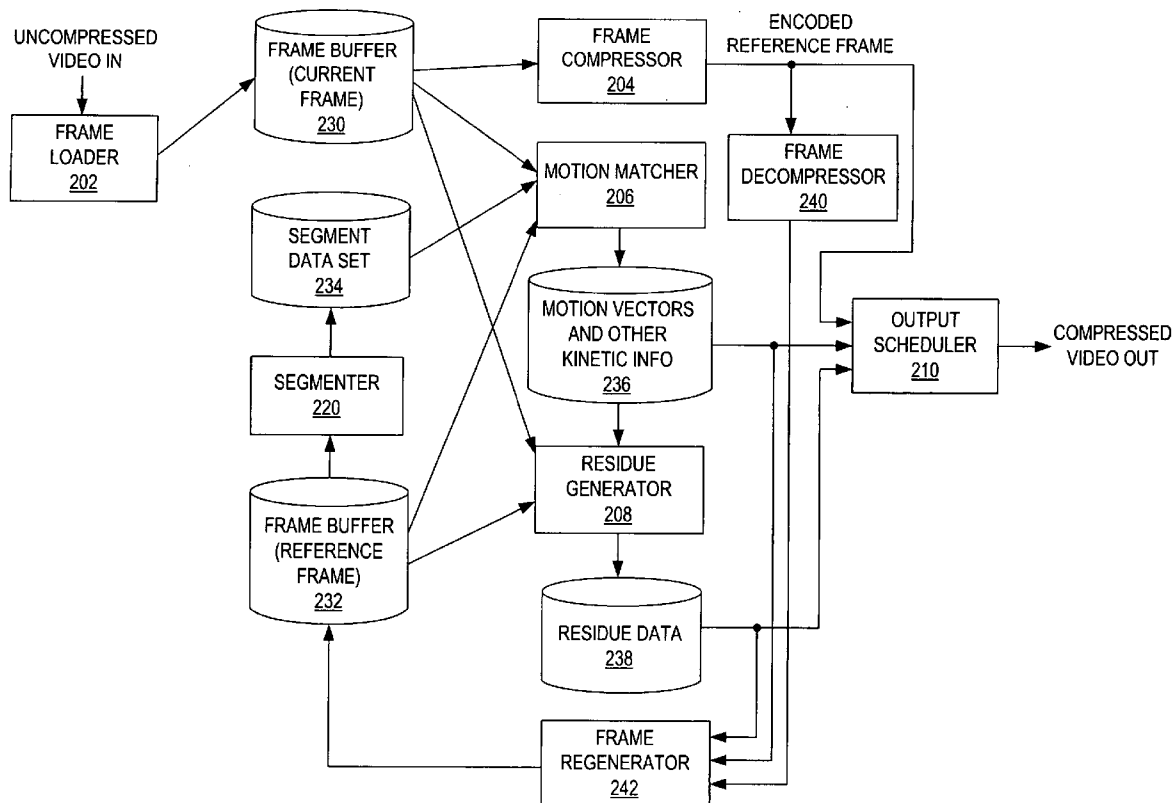 UNCOMPRESSED
VIDEO IN
FRAME
LOADER
202
FRAME BUFFER
(CURRENT
FRAME)
230
FRAME
COMPRESSOR
204
ENCODED
REFERENCE FRAME
FRAME
DECOMPRESSOR
240
MOTION MATCHER
206
SEGMENT
DATA SET
234
MOTION VECTORS
AND OTHER
KINETIC INFO
236
OUTPUT
SCHEDULER
210
COMPRESSED
VIDEO OUT
SEGMENTER
220
RESIDUE
GENERATOR
208
FRAME BUFFER
(REFERENCE
FRAME)
232
RESIDUE DATA
238
FRAME
REGENERATOR
242